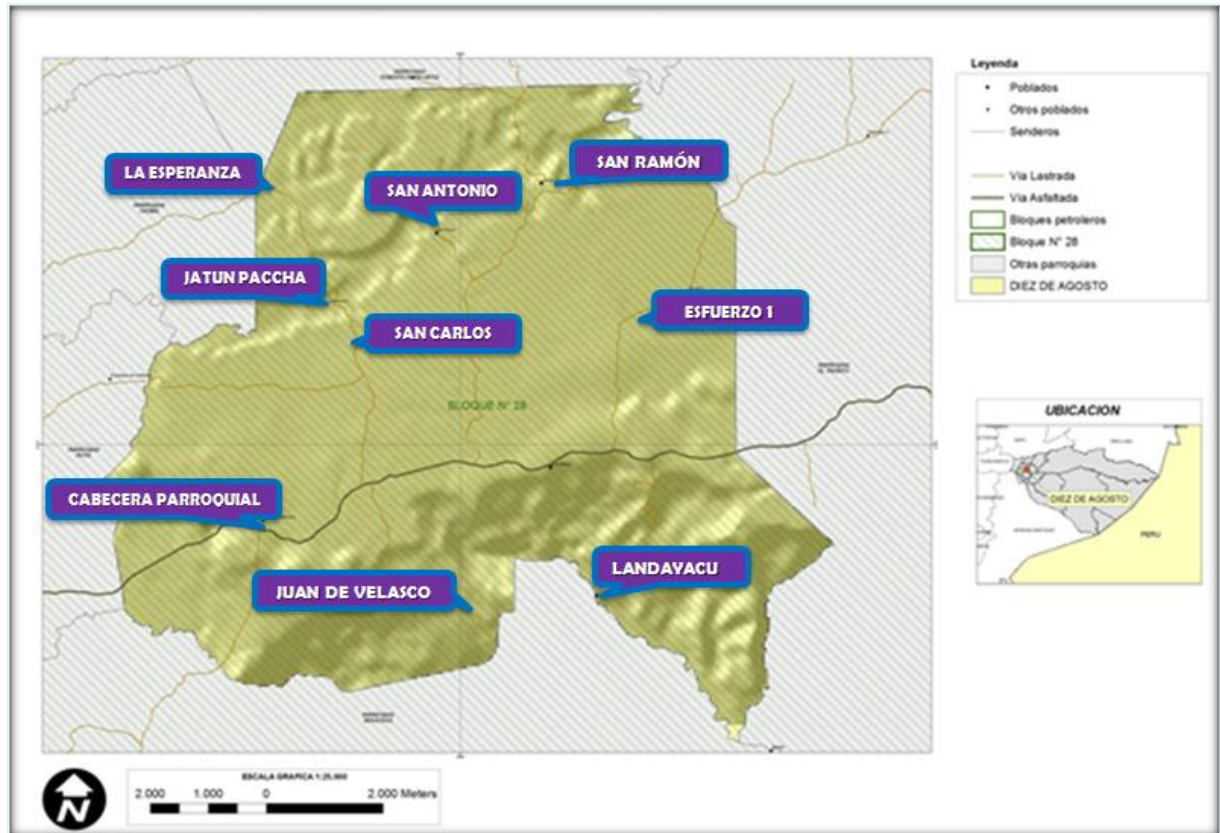 Leyenda
Poblados
Otros poblados
Senderos
Vía Lastrada
Vía Asfaltada
Bloques petroleros
Bloque N° 28
Otras parroquias
DIEZ DE AGOSTO
LA ESPERANZA
SAN RAMÓN
SAN ANTONIO
JATUN PACCHA
ESFUERZO 1
SAN CARLOS
BLOQUE N° 28
CABECERA PARROQUIAL
LANDAYACU
JUAN DE VELASCO
UBICACION
DIEZ DE AGOSTO
PERU
N
ESCALA GRAFICA 1:25.000
2.000 1.000 0 2.000 Meters